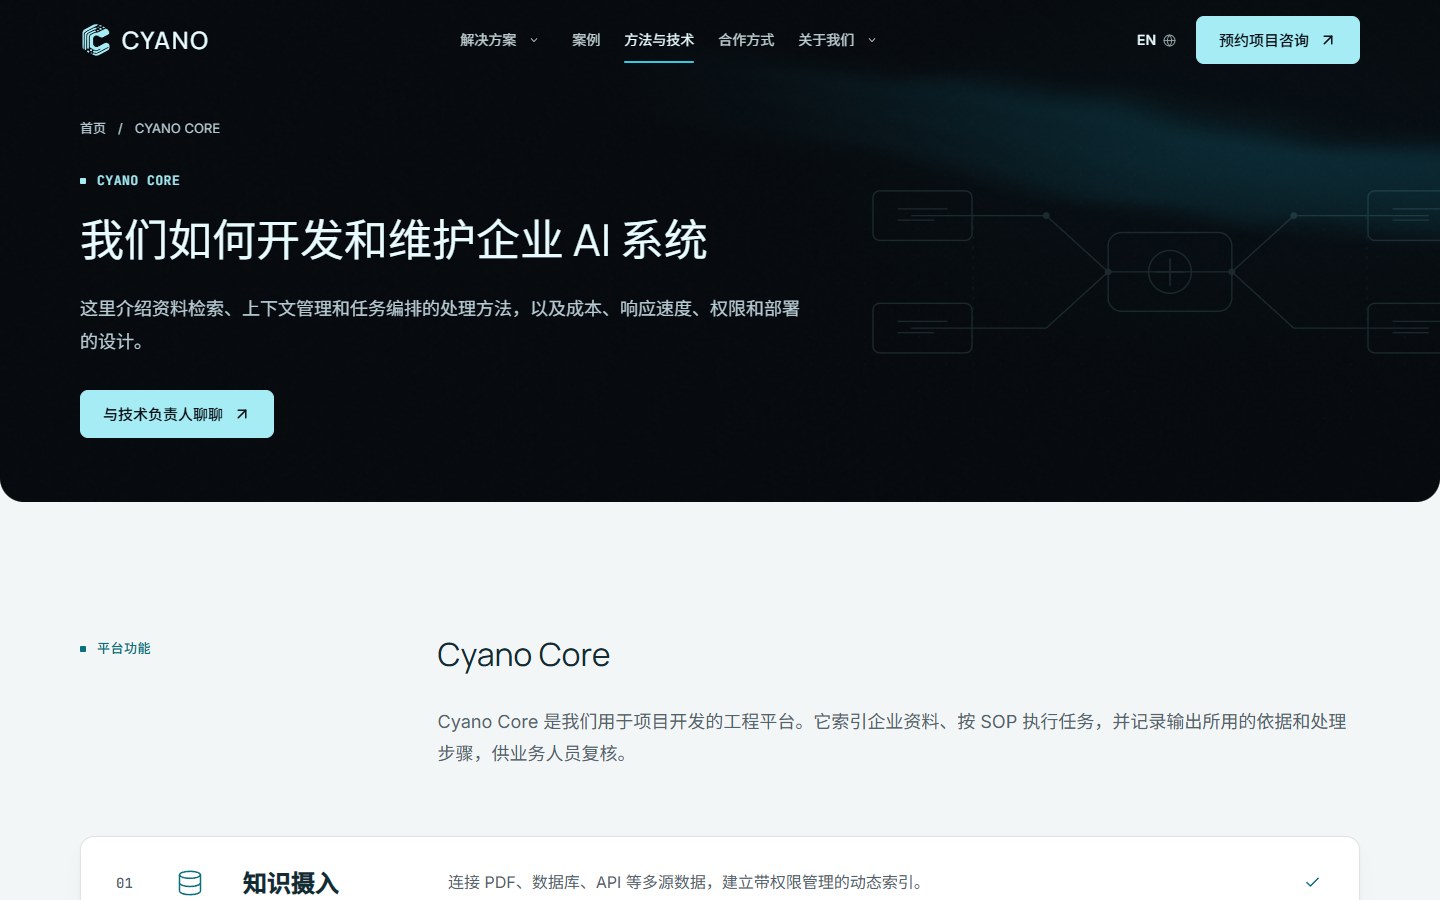 CYANO
解决方案
案例
方法与技术
合作方式
关于我们
EN
预约项目咨询
首页 / CYANO CORE
CYANO CORE
我们如何开发和维护企业 AI 系统
这里介绍资料检索、上下文管理和任务编排的处理方法，以及成本、响应速度、权限和部署
的设计。
与技术负责人聊聊
平台功能
Cyano Core
Cyano Core 是我们用于项目开发的工程平台。它索引企业资料、按 SOP 执行任务，并记录输出所用的依据和处理
步骤，供业务人员复核。
01
知识摄入
连接 PDF、数据库、API 等多源数据，建立带权限管理的动态索引。